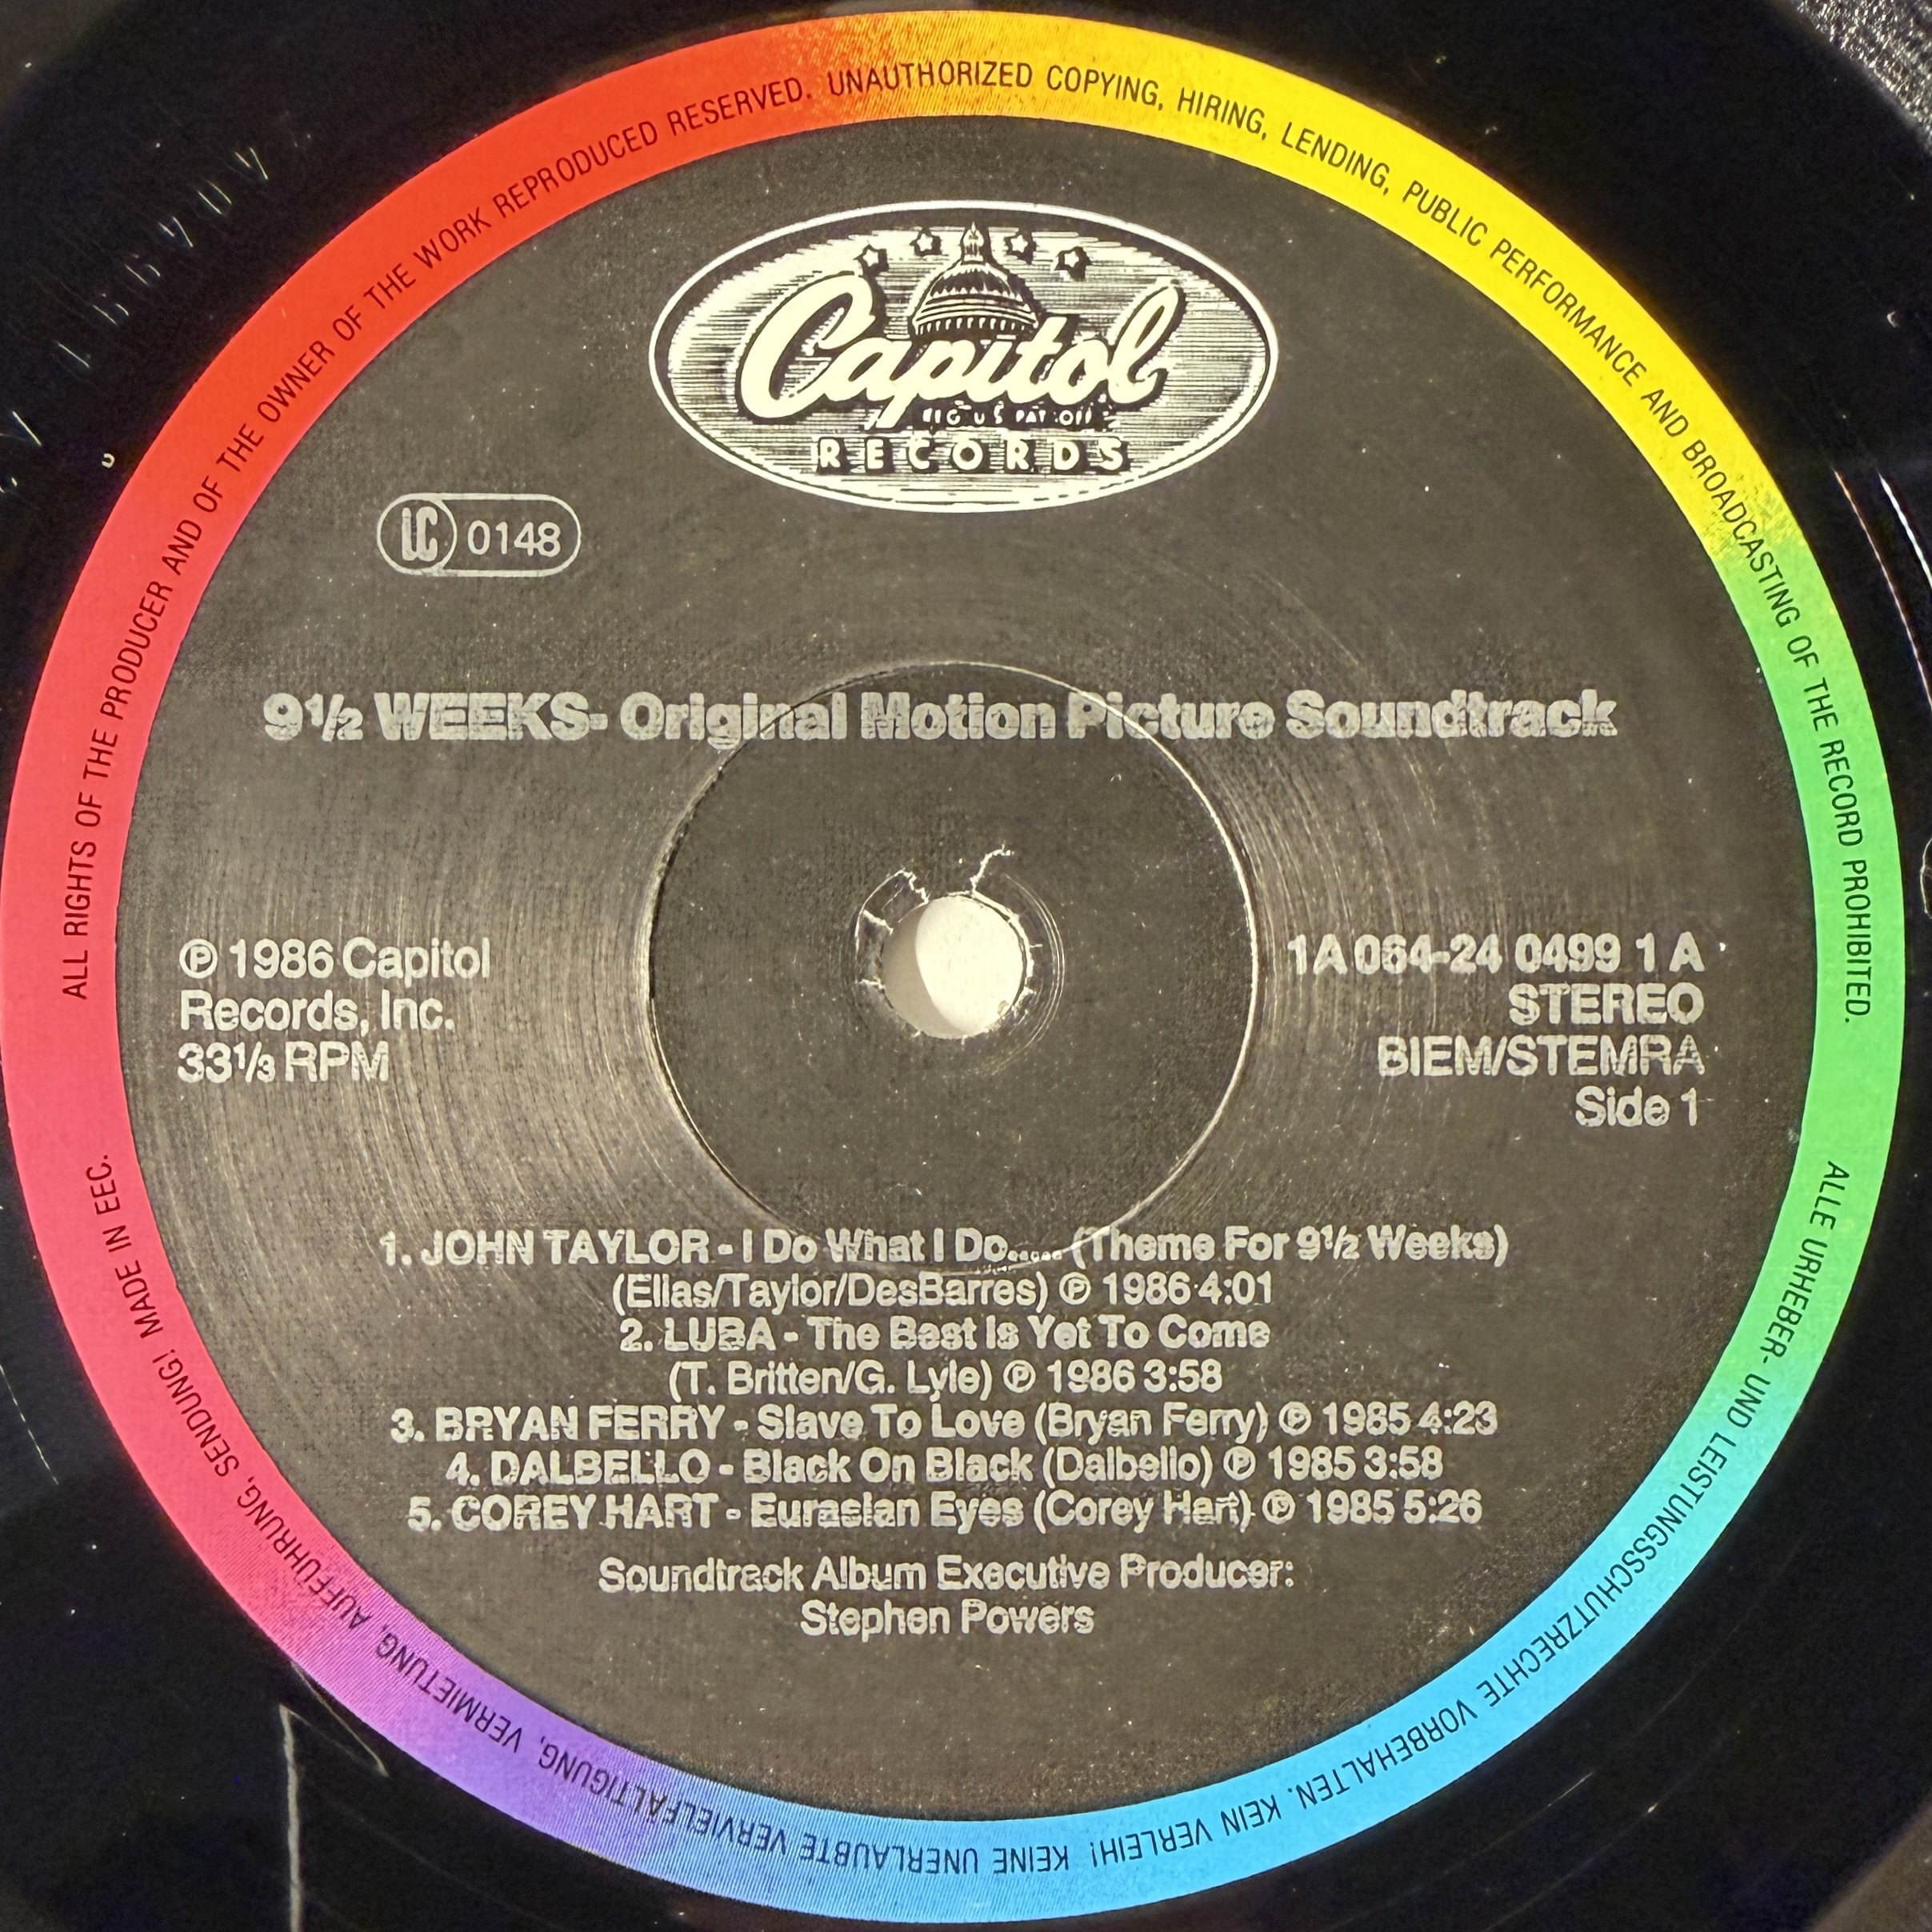 ALL RIGHTS OF THE PRODUCER AND OF THE OWNER OF THE WORK REPRODUCED RESERVED. UNAUTHORIZED COPYING, HIRING, LENDING, PUBLIC PERFORMANCE AND BROADCASTING OF THE RECORD PROHIBITED.
Capitol
REG. U.S. PAT. OFF.
RECORDS
LC 0148
9½ WEEKS- Original Motion Picture Soundtrack
℗ 1986 Capitol
Records, Inc.
33⅓ RPM
1A 064-24 0499 1 A
STEREO
BIEM/STEMRA
Side 1
1. JOHN TAYLOR - I Do What I Do..... (Theme For 9½ Weeks)
(Elias/Taylor/DesBarres) ℗ 1986 4:01
2. LUBA - The Best Is Yet To Come
(T. Britten/G. Lyle) ℗ 1986 3:58
3. BRYAN FERRY - Slave To Love (Bryan Ferry) ℗ 1985 4:23
4. DALBELLO - Black On Black (Dalbello) ℗ 1985 3:58
5. COREY HART - Eurasian Eyes (Corey Hart) ℗ 1985 5:26
Soundtrack Album Executive Producer:
Stephen Powers
ALLE URHEBER- UND LEISTUNGSSCHUTZRECHTE VORBEHALTEN. KEIN VERLEIH! KEINE UNERLAUBTE VERVIELFÄLTIGUNG, VERMIETUNG, AUFFÜHRUNG, SENDUNG! MADE IN EEC.